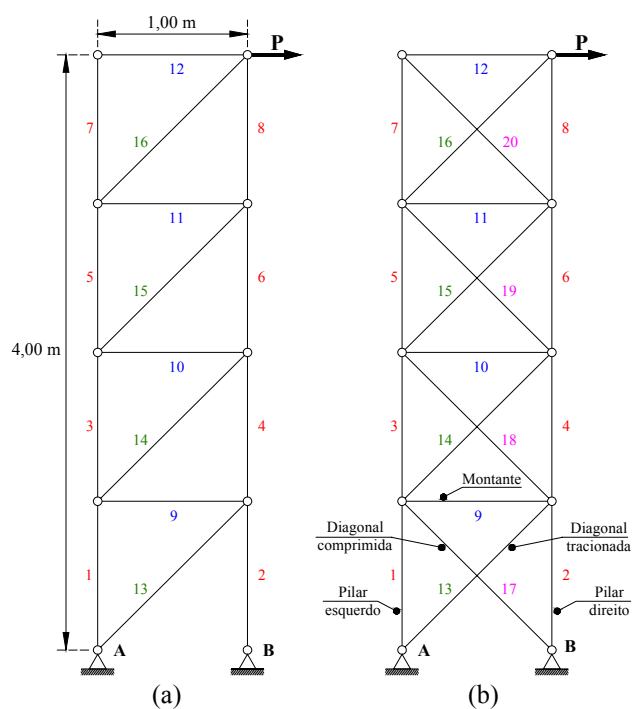 1,00 m
P
12
7
8
16
11
5
6
15
4,00 m
10
3
4
14
9
1
2
13
A
B
(a)
P
12
7
8
16
20
11
5
6
15
19
10
3
4
14
18
Montante
9
Diagonal
comprimida
Diagonal
tracionada
1
2
13
17
Pilar
esquerdo
Pilar
direito
A
B
(b)